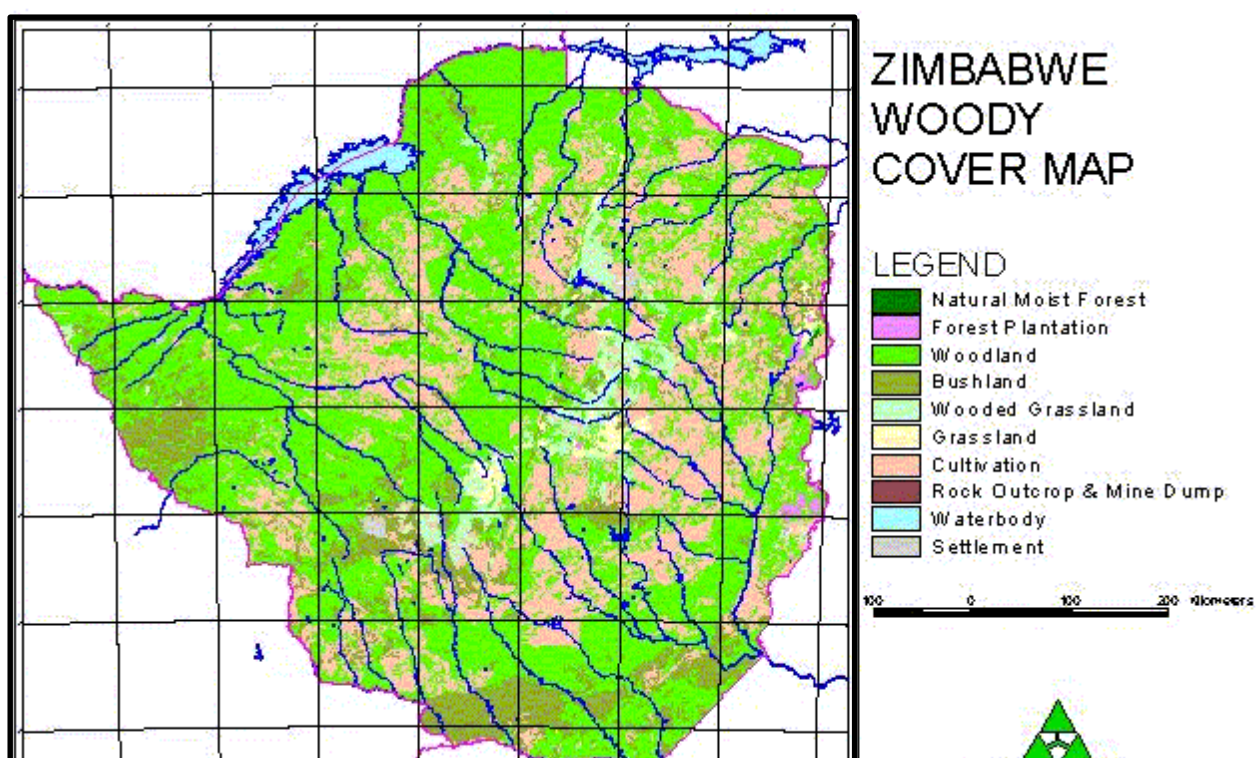 ZIMBABWE
WOODY
COVER MAP
LEGEND
Natural Moist Forest
Forest Plantation
Woodland
Bushland
Wooded Grassland
Grassland
Cultivation
Rock Outcrop & Mine Dump
Waterbody
Settlement
100 0 100 200 Kilometers